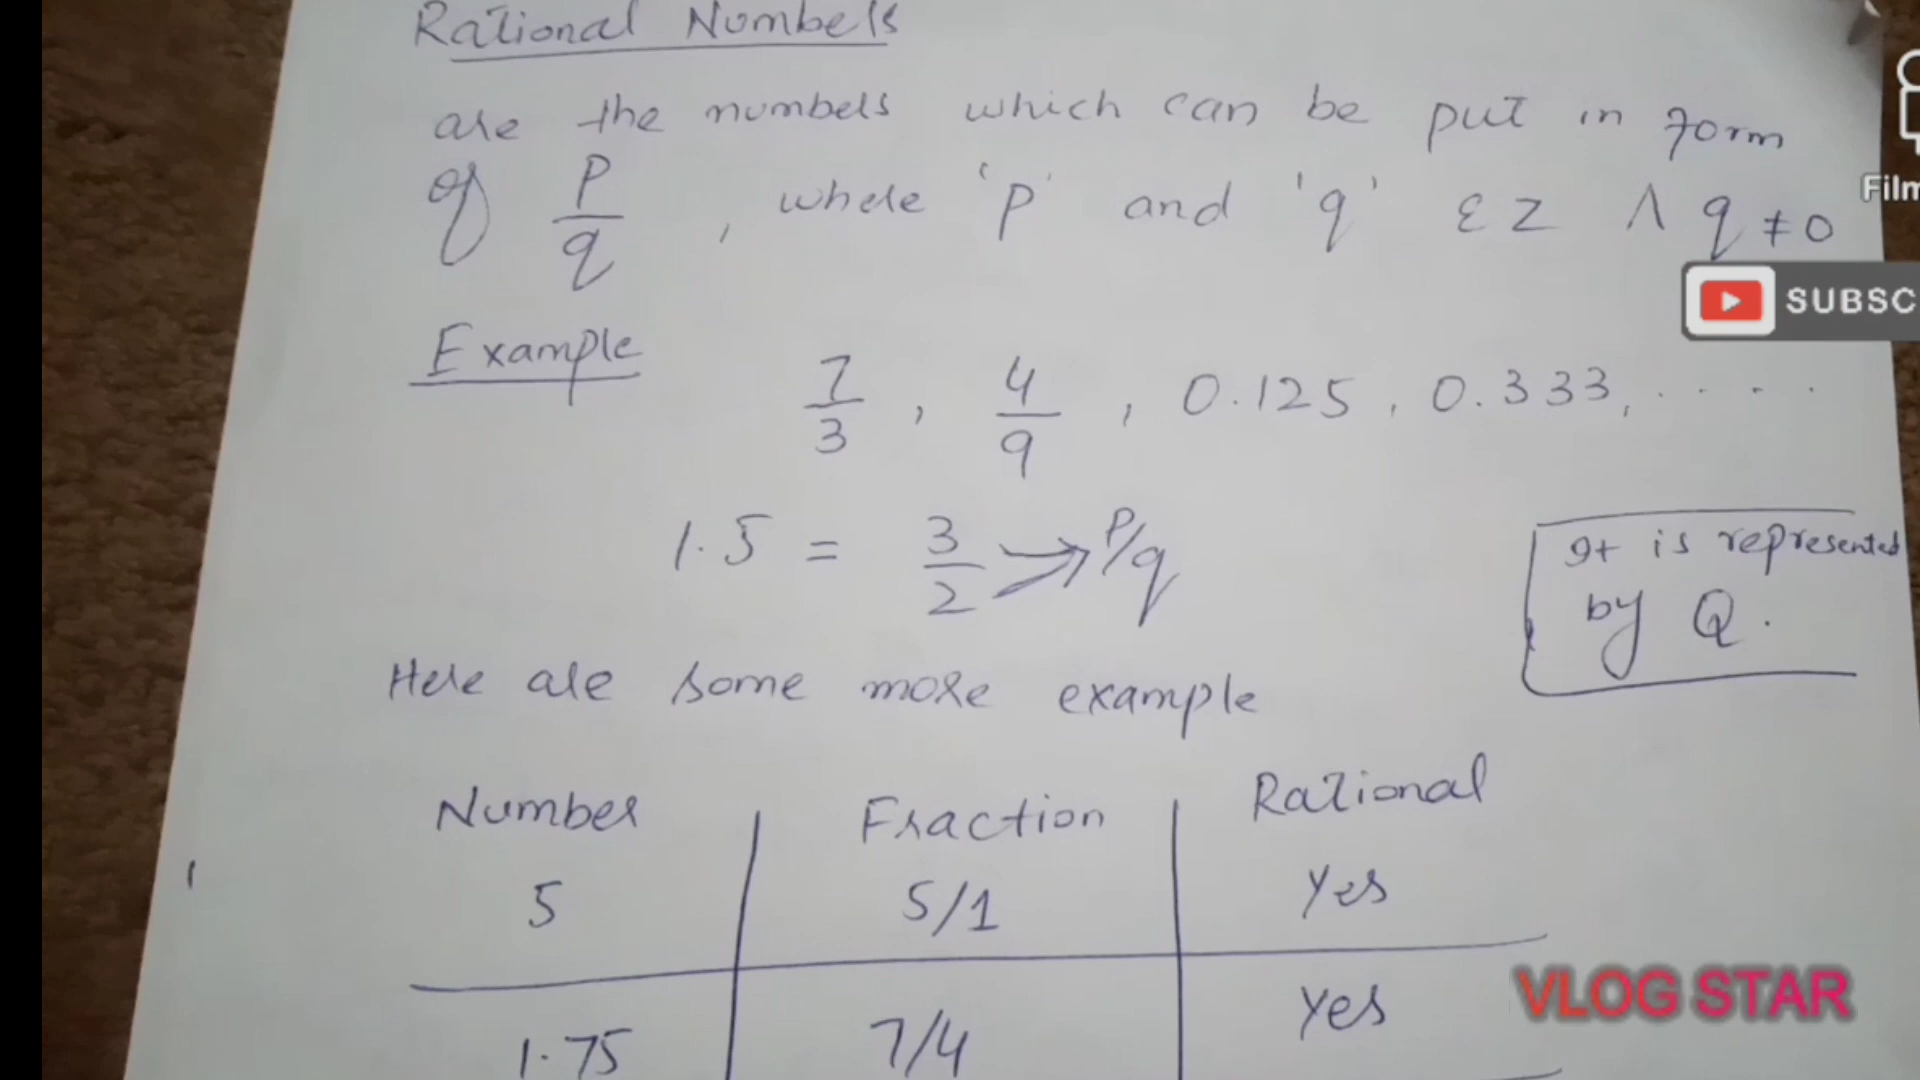 Rational Numbers
are the numbers which can be put in form
of p/q, where 'p' and 'q' ε Z ∧ q ≠ 0
Film
SUBSC
Example
7/3, 4/9, 0.125, 0.333, ....
1.5 = 3/2 → p/q
It is represented
by Q.
Here are some more example
Number Fraction Rational
5 5/1 Yes
1.75 7/4 Yes
VLOG STAR